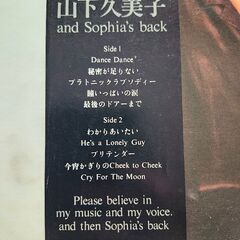 山下久美子
and Sophia's back
Side 1
Dance Dance'
秘密が足りない
プラトニックラプソディー
瞳いっぱいの涙
最後のドアーまで
Side 2
わかりあいたい
He's a Lonely Guy
プリテンダー
今宵かぎりのCheek to Cheek
Cry For The Moon
Please believe in
my music and my voice.
and then Sophia's back